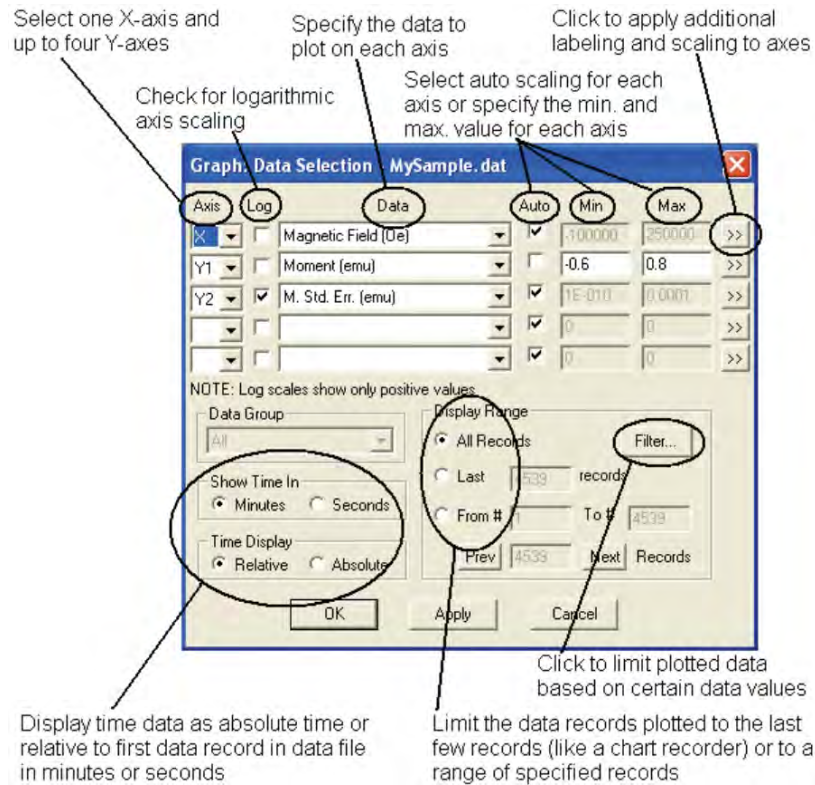 Select one X-axis and
up to four Y-axes
Specify the data to
plot on each axis
Click to apply additional
labeling and scaling to axes
Check for logarithmic
axis scaling
Select auto scaling for each
axis or specify the min. and
max. value for each axis
Graph: Data Selection - MySample.dat
Axis Log Data Auto Min Max
X Magnetic Field (Oe) -100000 250000 >>
Y1 Moment (emu) -0.6 0.8 >>
Y2 M. Std. Err. (emu) 1E-010 0.0001 >>
0 0 >>
0 0 >>
NOTE: Log scales show only positive values
Data Group
All
Display Range
All Records Filter...
Last 4539 records
From # 1 To # 4539
Prev 4539 Next Records
Show Time In
Minutes Seconds
Time Display
Relative Absolute
OK Apply Cancel
Click to limit plotted data
based on certain data values
Display time data as absolute time or
relative to first data record in data file
in minutes or seconds
Limit the data records plotted to the last
few records (like a chart recorder) or to a
range of specified records